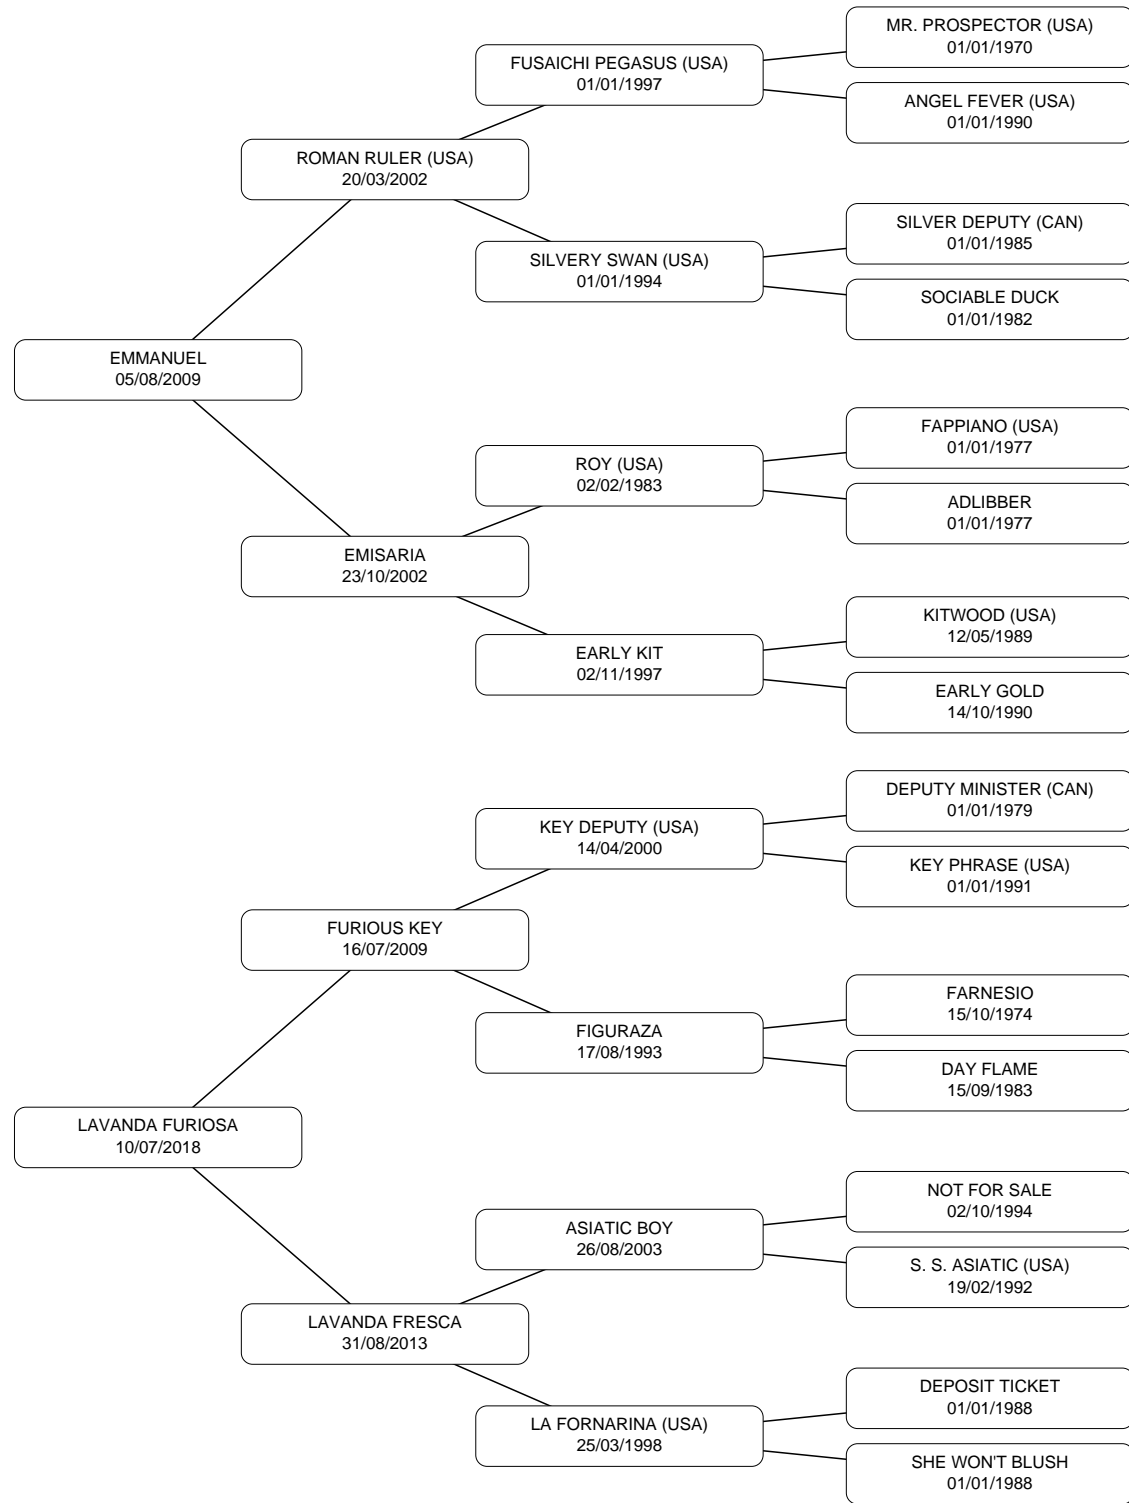 MR. PROSPECTOR (USA)
01/01/1970
FUSAICHI PEGASUS (USA)
01/01/1997
ANGEL FEVER (USA)
01/01/1990
ROMAN RULER (USA)
20/03/2002
SILVER DEPUTY (CAN)
01/01/1985
SILVERY SWAN (USA)
01/01/1994
SOCIABLE DUCK
01/01/1982
EMMANUEL
05/08/2009
FAPPIANO (USA)
01/01/1977
ROY (USA)
02/02/1983
ADLIBBER
01/01/1977
EMISARIA
23/10/2002
KITWOOD (USA)
12/05/1989
EARLY KIT
02/11/1997
EARLY GOLD
14/10/1990
DEPUTY MINISTER (CAN)
01/01/1979
KEY DEPUTY (USA)
14/04/2000
KEY PHRASE (USA)
01/01/1991
FURIOUS KEY
16/07/2009
FARNESIO
15/10/1974
FIGURAZA
17/08/1993
DAY FLAME
15/09/1983
LAVANDA FURIOSA
10/07/2018
NOT FOR SALE
02/10/1994
ASIATIC BOY
26/08/2003
S. S. ASIATIC (USA)
19/02/1992
LAVANDA FRESCA
31/08/2013
DEPOSIT TICKET
01/01/1988
LA FORNARINA (USA)
25/03/1998
SHE WON'T BLUSH
01/01/1988